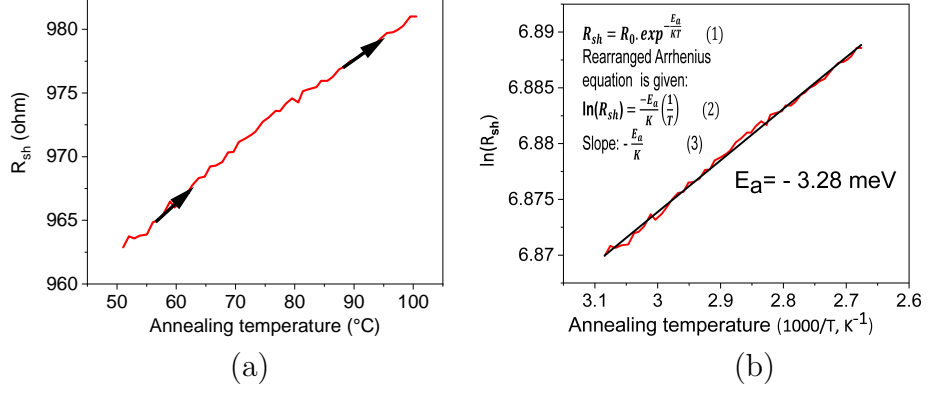 980
975
970
965
960
R_sh (ohm)
50 60 70 80 90 100
Annealing temperature (°C)
(a)
6.89
6.885
6.88
6.875
6.87
ln(R_sh)
R_sh = R_0.exp^(-E_a/KT) (1)
Rearranged Arrhenius
equation is given:
ln(R_sh) = -E_a/K (1/T) (2)
Slope: - E_a/K (3)
E_a= - 3.28 meV
3.1 3 2.9 2.8 2.7 2.6
Annealing temperature (1000/T, K^-1)
(b)